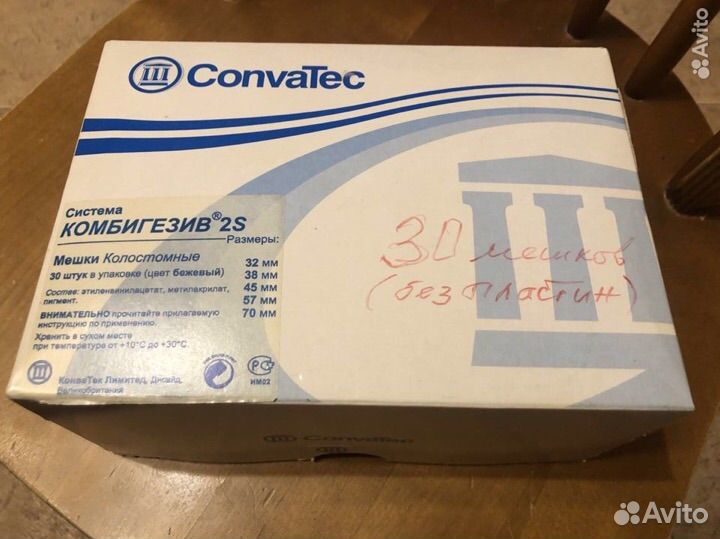 ConvaTec
Система
КОМБИГЕЗИВ® 2S
Размеры:
Мешки Колостомные 32 мм
30 штук в упаковке (цвет бежевый) 38 мм
Состав: этиленвинилацетат, метилакрилат, 45 мм
пигмент. 57 мм
ВНИМАТЕЛЬНО прочитайте прилагаемую 70 мм
инструкцию по применению.
Хранить в сухом месте
при температуре от +10°C до +30°C
КонваТек Лимитед, Дисайд,
Великобритания
ИМ02
30 мешков
(без пластин)
ConvaTec
Avito
Avito